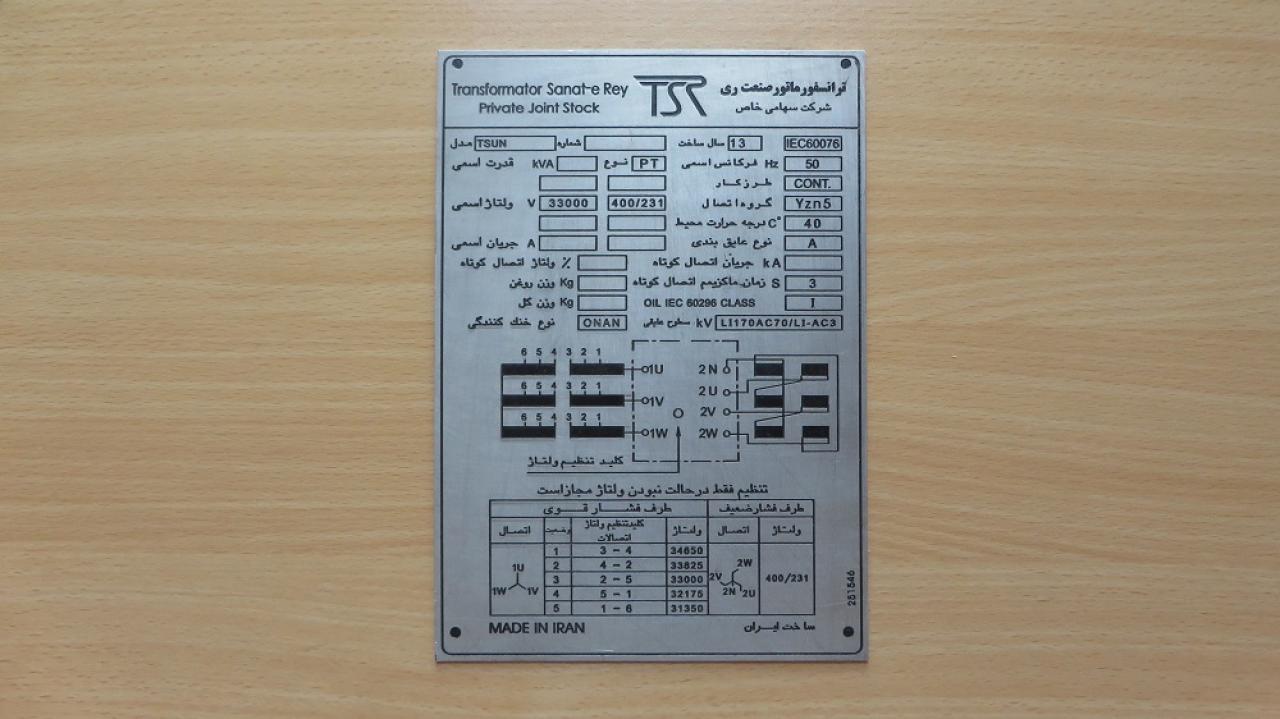 Transformator Sanat-e Rey TSR ترانسفورماتور صنعت ری
Private Joint Stock شرکت سهامی خاص
مدل TSUN شماره سال ساخت 13 IEC60076
قدرت اسمی kVA نوع PT فرکانس اسمی Hz 50
طرز کار CONT.
ولتاژ اسمی V 33000 400/231 گروه اتصال Yzn5
درجه حرارت محیط C° 40
جریان اسمی A نوع عایق بندی A
ولتاژ اتصال کوتاه % جریان اتصال کوتاه kA
وزن روغن Kg زمان ماکزیمم اتصال کوتاه S 3
وزن کل Kg OIL IEC 60296 CLASS I
نوع خنک کنندگی ONAN سطوح عایقی kV LI170AC70/LI-AC3
6 5 4 3 2 1
1U 2N
6 5 4 3 2 1 2U
1V 2V
6 5 4 3 2 1
1W 2W
کلید تنظیم ولتاژ
تنظیم فقط درحالت نبودن ولتاژ مجازاست
طرف فشار قوی طرف فشارضعیف
اتصال وضعیت کلیدتنظیم ولتاژ اتصالات ولتاژ اتصال ولتاژ
1 3 - 4 34650
2 4 - 2 33825
3 2 - 5 33000
4 5 - 1 32175
5 1 - 6 31350
1U
1W 1V
2W
2V
2N 2U
400/231
251546
MADE IN IRAN ساخت ایران